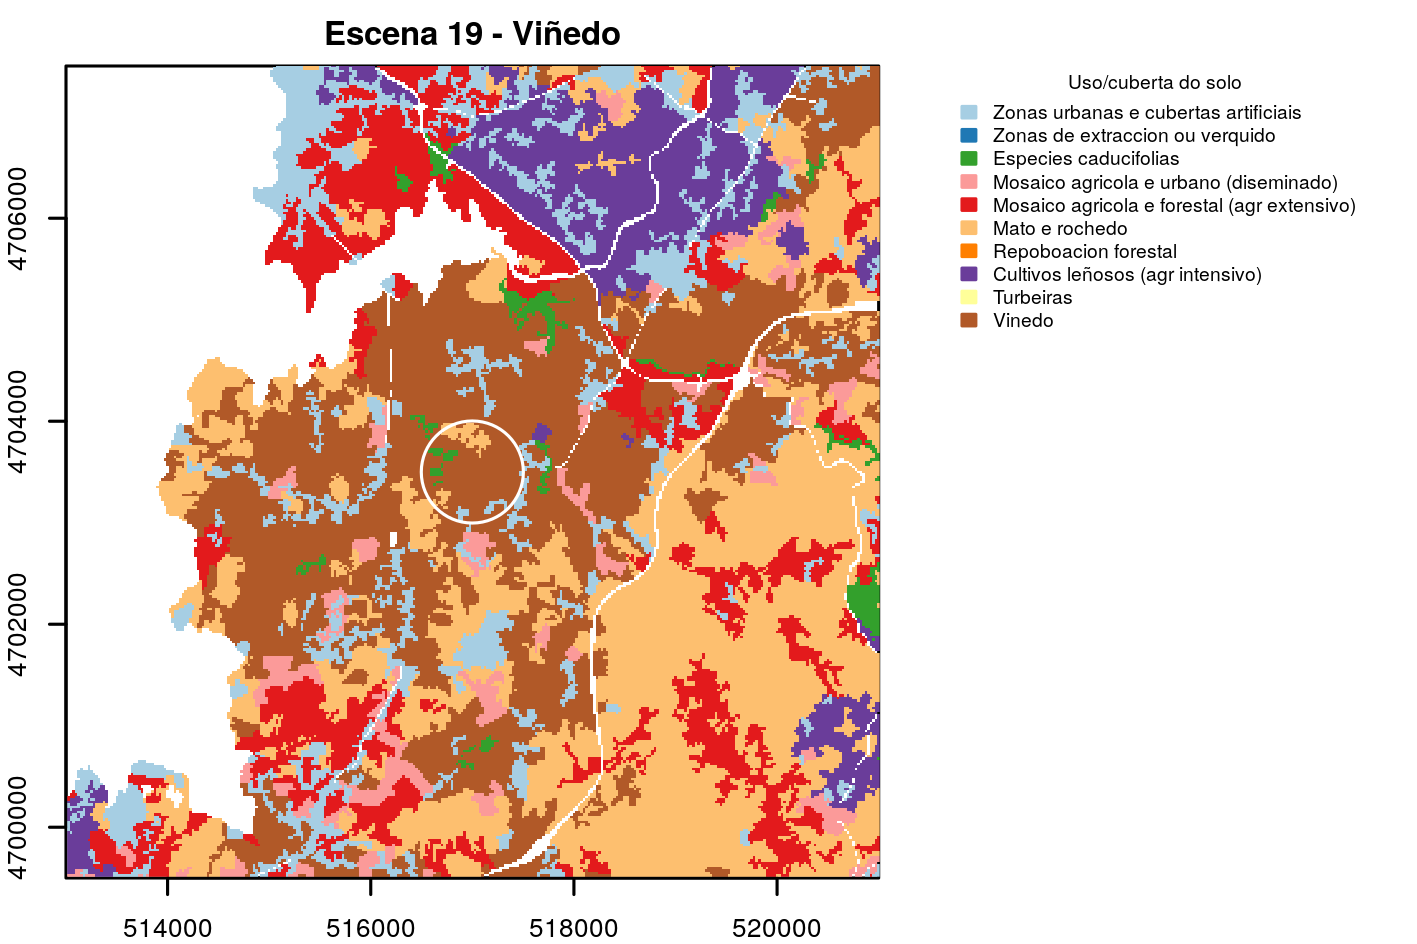 Escena 19 - Viñedo
Uso/cuberta do solo
Zonas urbanas e cubertas artificiais
Zonas de extraccion ou verquido
Especies caducifolias
Mosaico agricola e urbano (diseminado)
Mosaico agricola e forestal (agr extensivo)
Mato e rochedo
Repoboacion forestal
Cultivos leñosos (agr intensivo)
Turbeiras
Vinedo
4706000
4704000
4702000
4700000
514000
516000
518000
520000